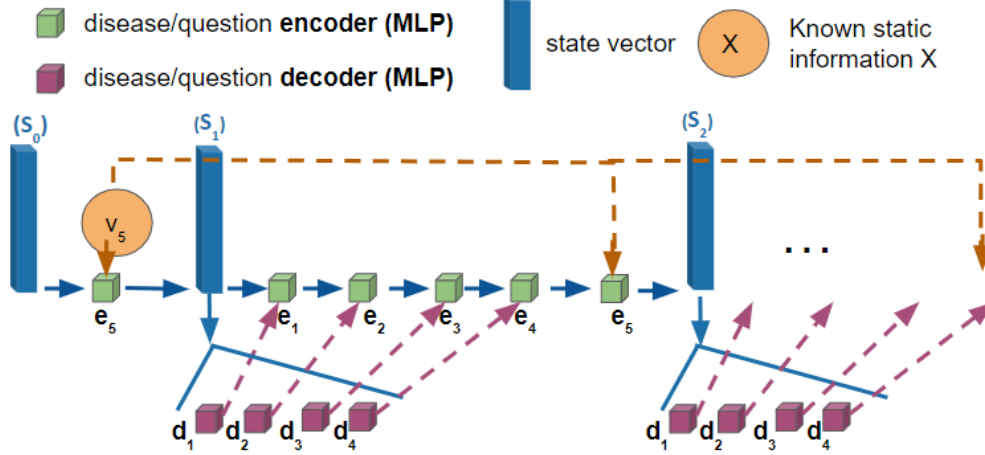 disease/question encoder (MLP)
disease/question decoder (MLP)
state vector
X
Known static
information X
(S₀)
(S₁)
(S₂)
v₅
. . .
e₅
e₁
e₂
e₃
e₄
e₅
d₁
d₂
d₃
d₄
d₁
d₂
d₃
d₄